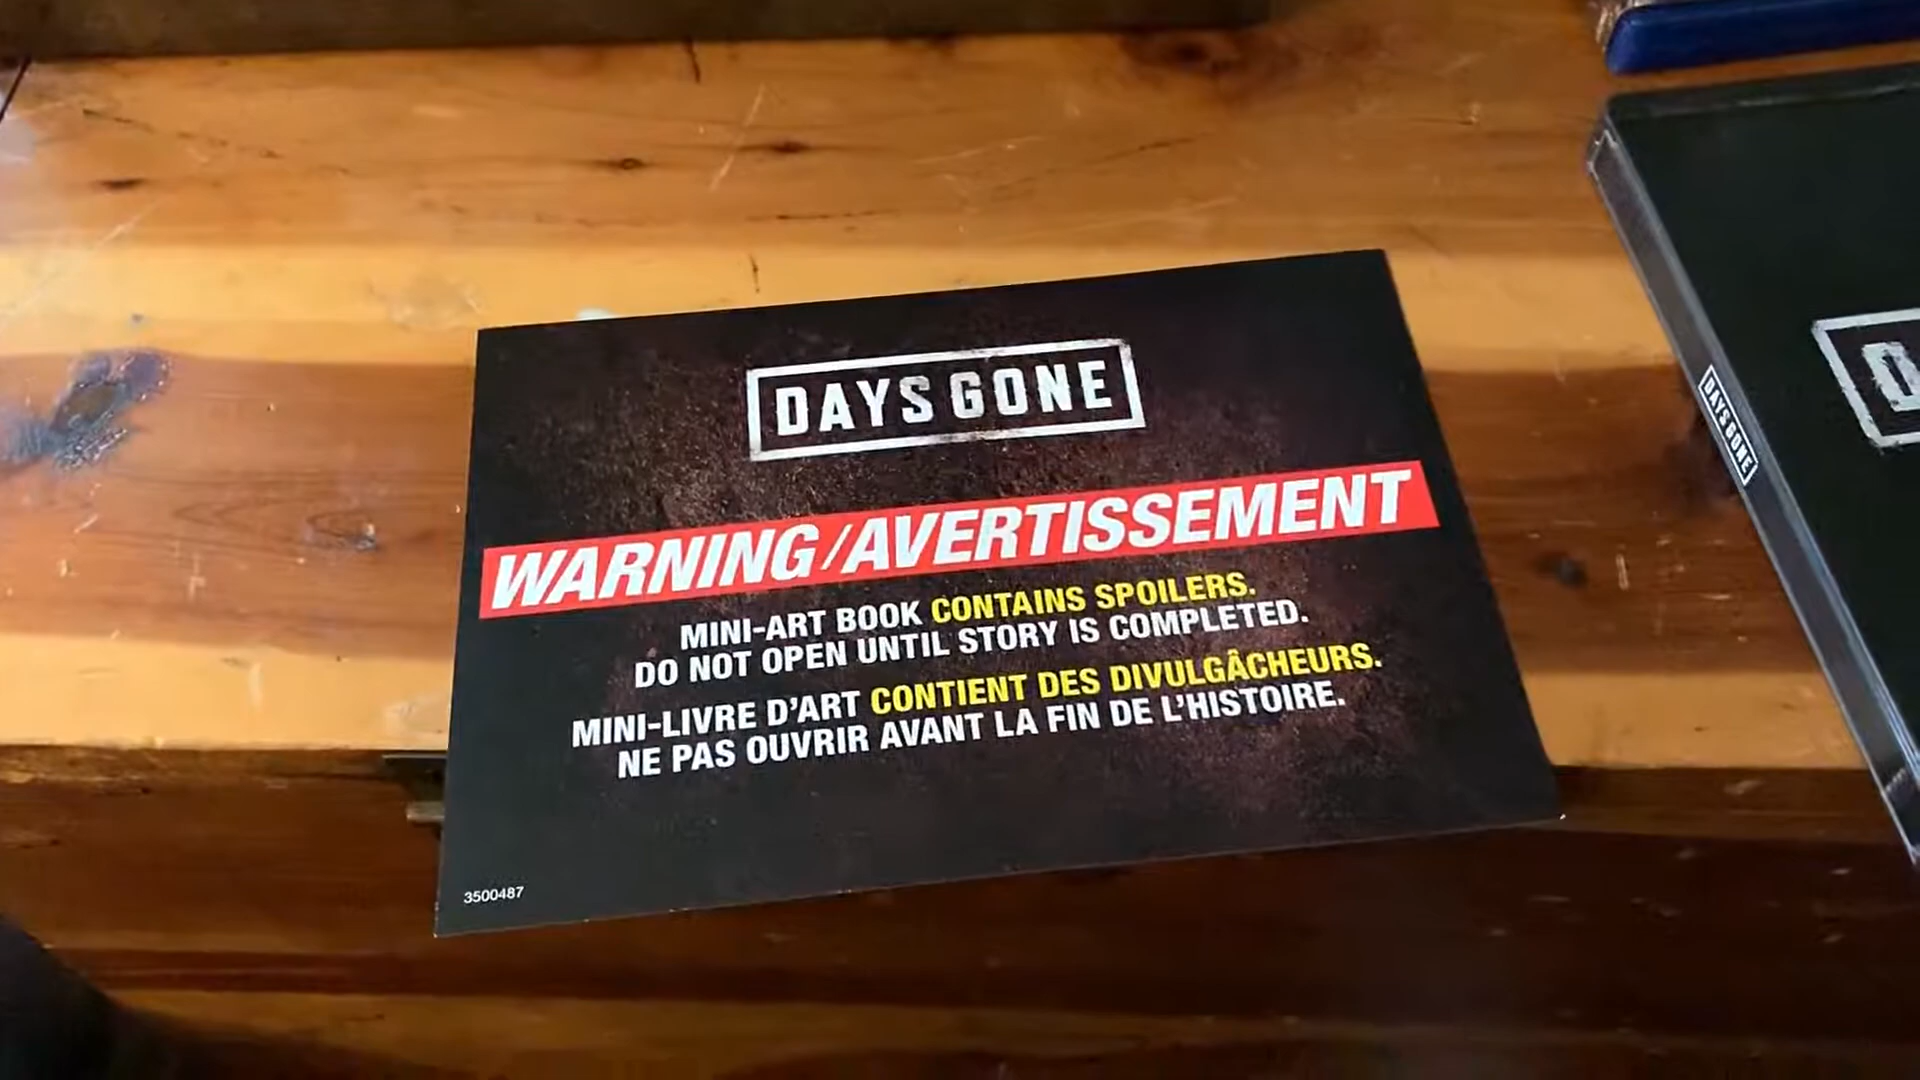 DAYS GONE
WARNING/AVERTISSEMENT
MINI-ART BOOK CONTAINS SPOILERS.
DO NOT OPEN UNTIL STORY IS COMPLETED.
MINI-LIVRE D'ART CONTIENT DES DIVULGÂCHEURS.
NE PAS OUVRIR AVANT LA FIN DE L'HISTOIRE.
3500487
DAYS GONE
D